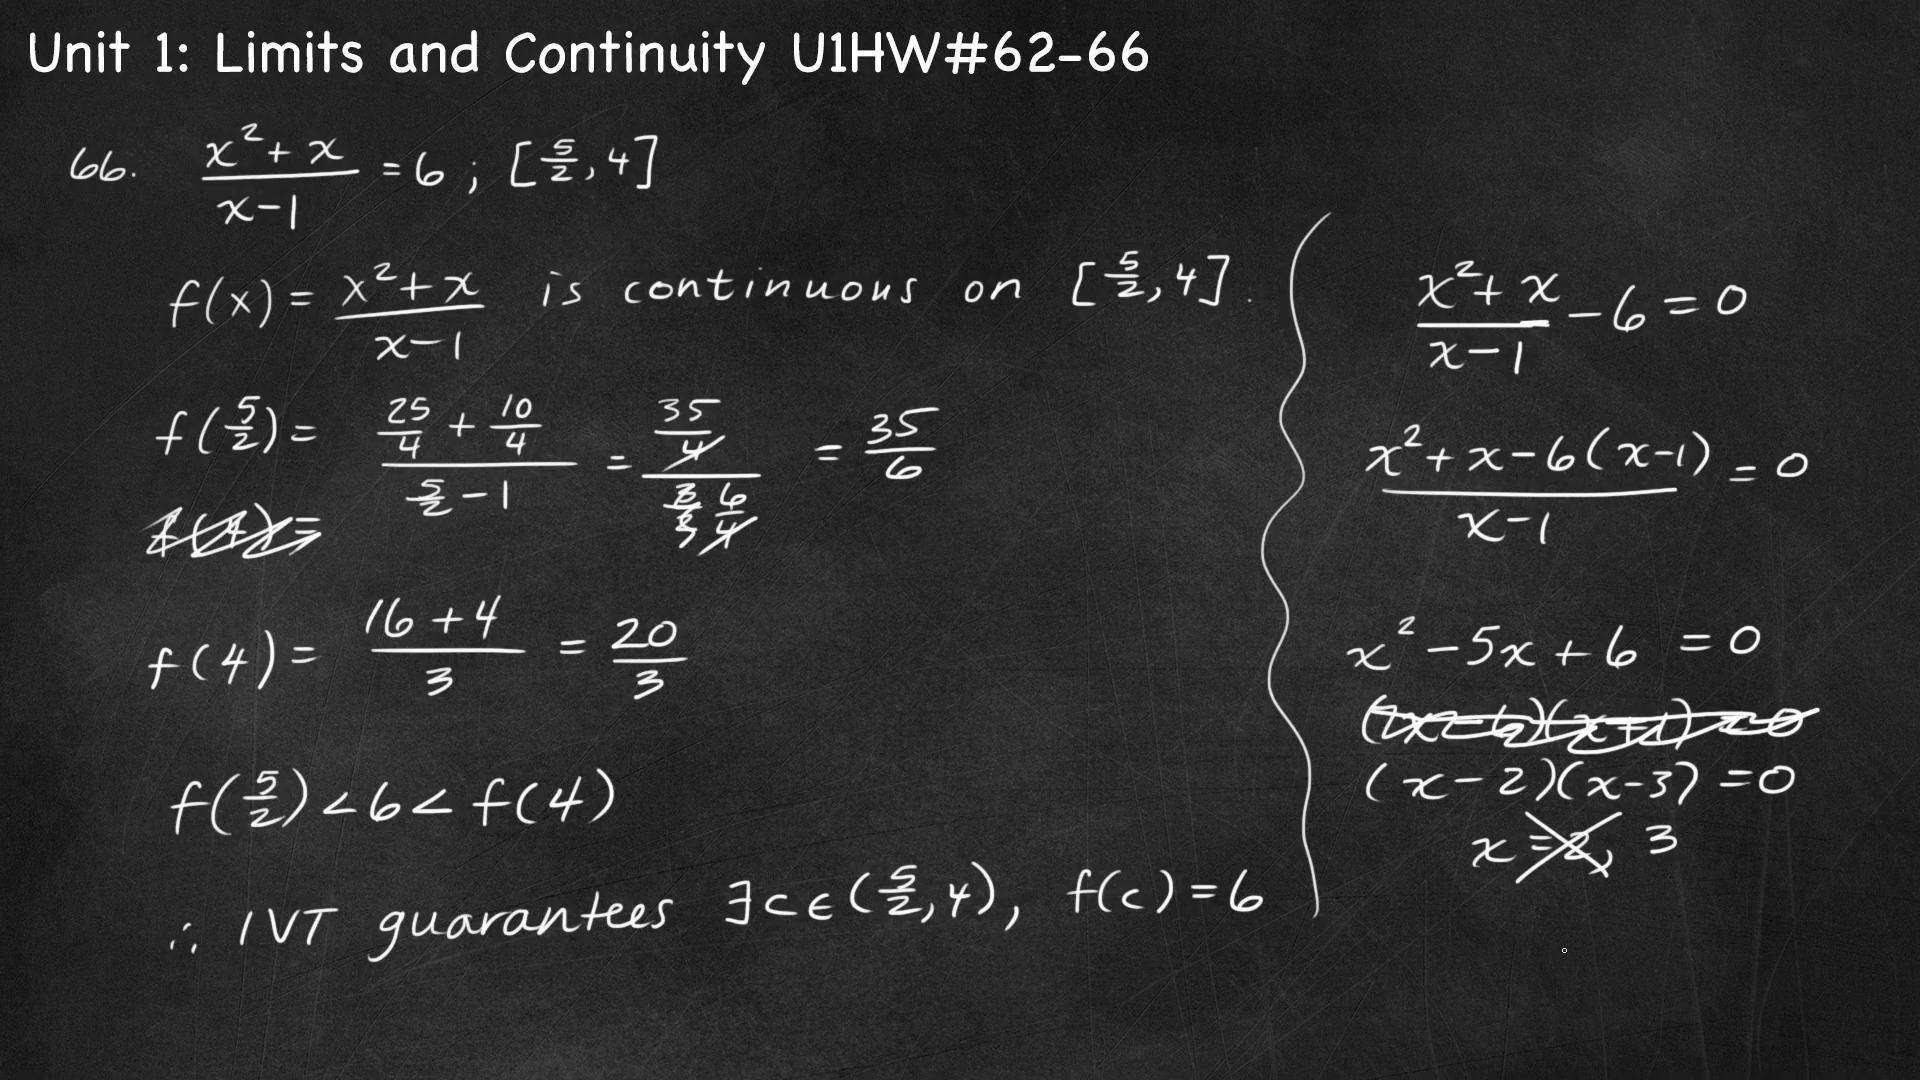 Unit 1: Limits and Continuity U1HW#62-66
66. (x² + x)/(x-1) = 6 ; [5/2, 4]
f(x) = (x² + x)/(x-1) is continuous on [5/2, 4].
f(5/2) = (25/4 + 10/4)/(5/2 - 1) = (35/4)/(6/4) = 35/6
f(4) = (16+4)/3 = 20/3
f(5/2) < 6 < f(4)
∴ IVT guarantees ∃ c ∈ (5/2, 4), f(c) = 6
(x² + x)/(x-1) - 6 = 0
(x² + x - 6(x-1))/(x-1) = 0
x² - 5x + 6 = 0
(x-2)(x-3) = 0
x = 2, 3